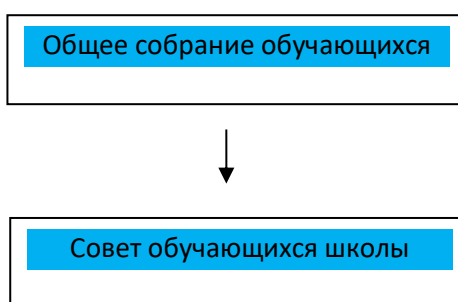 Общее собрание обучающихся
Совет обучающихся школы